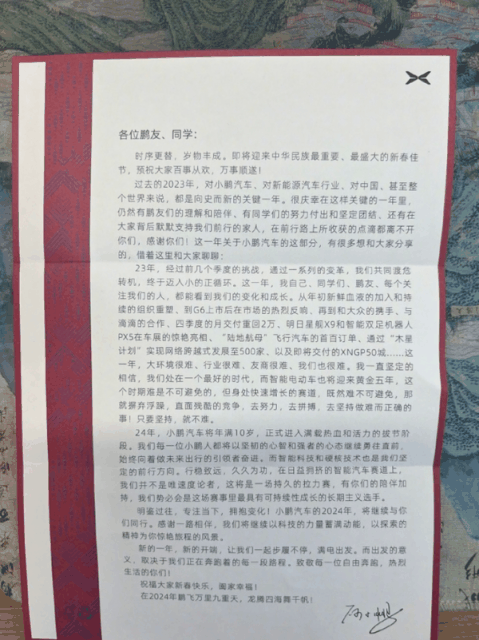 各位鹏友、同学：
时序更替，岁物丰成。即将迎来中华民族最重要、最盛大的新春佳
节，预祝大家百事从欢，万事顺遂！
过去的2023年，对小鹏汽车、对新能源汽车行业、对中国，甚至整
个世界来说，都是向史而新的关键一年。很庆幸在这样关键的一年里，
仍然有鹏友们的理解和陪伴、有同学们的努力付出和坚定团结，还有在
大家背后默默支持我们前行的家人，在前行路上所收获的点滴都离不开
你们，感谢你们！这一年关于小鹏汽车的这部分，有很多想和大家分享
的，借着这里和大家聊聊：
23年，经过前几个季度的挑战，通过一系列的变革，我们共同渡危
转机，终于迈入小的正循环。这一年，我自己、同学们、鹏友、每个关
注我们的人，都能看到我们的变化和成长。从年初新鲜血液的加入和持
续的组织重塑，到G6上市后在市场的热烈反响，再到和大众的携手、与
滴滴的合作、四季度的月交付重回2万、明日星舰X9和智能双足机器人
PX5在车展的惊艳亮相、“陆地航母”飞行汽车的首百订单、通过“木星
计划”实现网络跨越式发展至500家，以及即将交付的XNGP50城……这
一年，大环境很难、行业很难、友商很难，我们也很难。我一直坚定的
相信，我们处在一个最好的时代，而智能电动车也将迎来黄金五年，这
个时期难是不可避免的，但身处快速增长的赛道，既然难不可避免，那
就摒弃浮躁，直面残酷的竞争、去努力、去拼搏、去坚持做难而正确的事
！只要坚持，就不难。
24年，小鹏汽车将年满10岁，正式进入满载热血和活力的拔节阶
段。我们每一位小鹏人都将以坚韧的心智和强者的心态继续勇往直前，
始终向着做未来出行的引领者奋进。而智能科技和硬核技术也是我们坚
定的前行方向。行稳致远，久久为功，在日益拥挤的智能汽车赛道上，
我们并不是唯速度论者，这将是一场持久的拉力赛，有你们的陪伴加
持，我们势必会是这场赛事里最具有可持续性成长的长期主义选手。
明鉴过往，专注当下，拥抱变化！小鹏汽车的2024年，将继续与你
们同行。感谢一路相伴，我们将继续以科技的力量蓄满动能，以探索的
精神为你惊艳旅程的风景。
新的一年，新的开端，让我们一起步履不停，满电出发。而出发的意
义，取决于我们正在奔跑着的每一段路程。致敬每一位自由奔跑，热烈
生活的你们！
祝福大家新春快乐，阖家幸福！
在2024年鹏飞万里九重天，龙腾四海舞千帆！